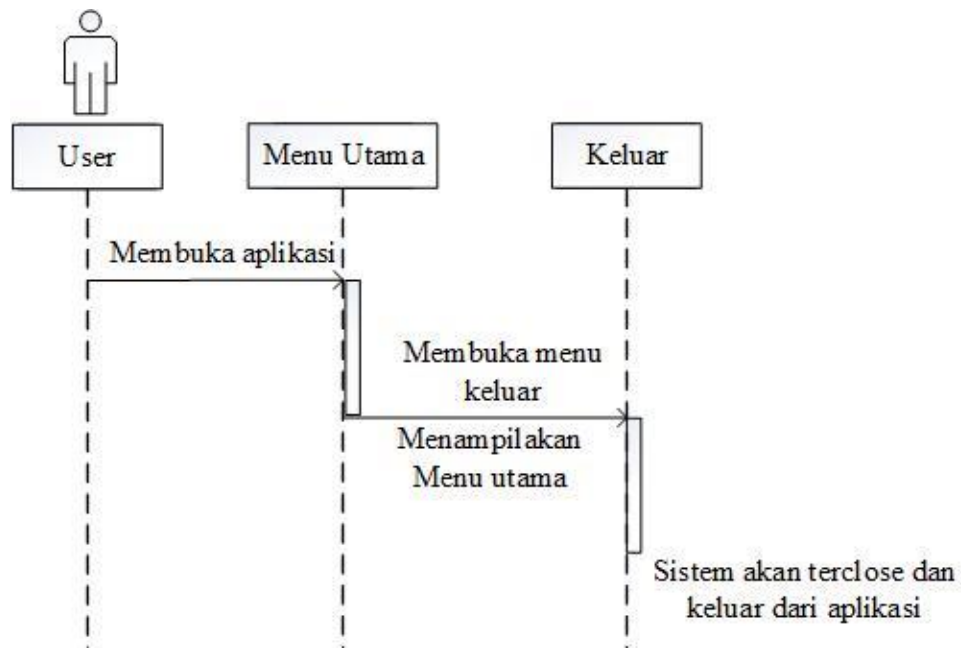 User
Menu Utama
Keluar
Membuka aplikasi
Membuka menu
keluar
Menampilakan
Menu utama
Sistem akan terclose dan
keluar dari aplikasi